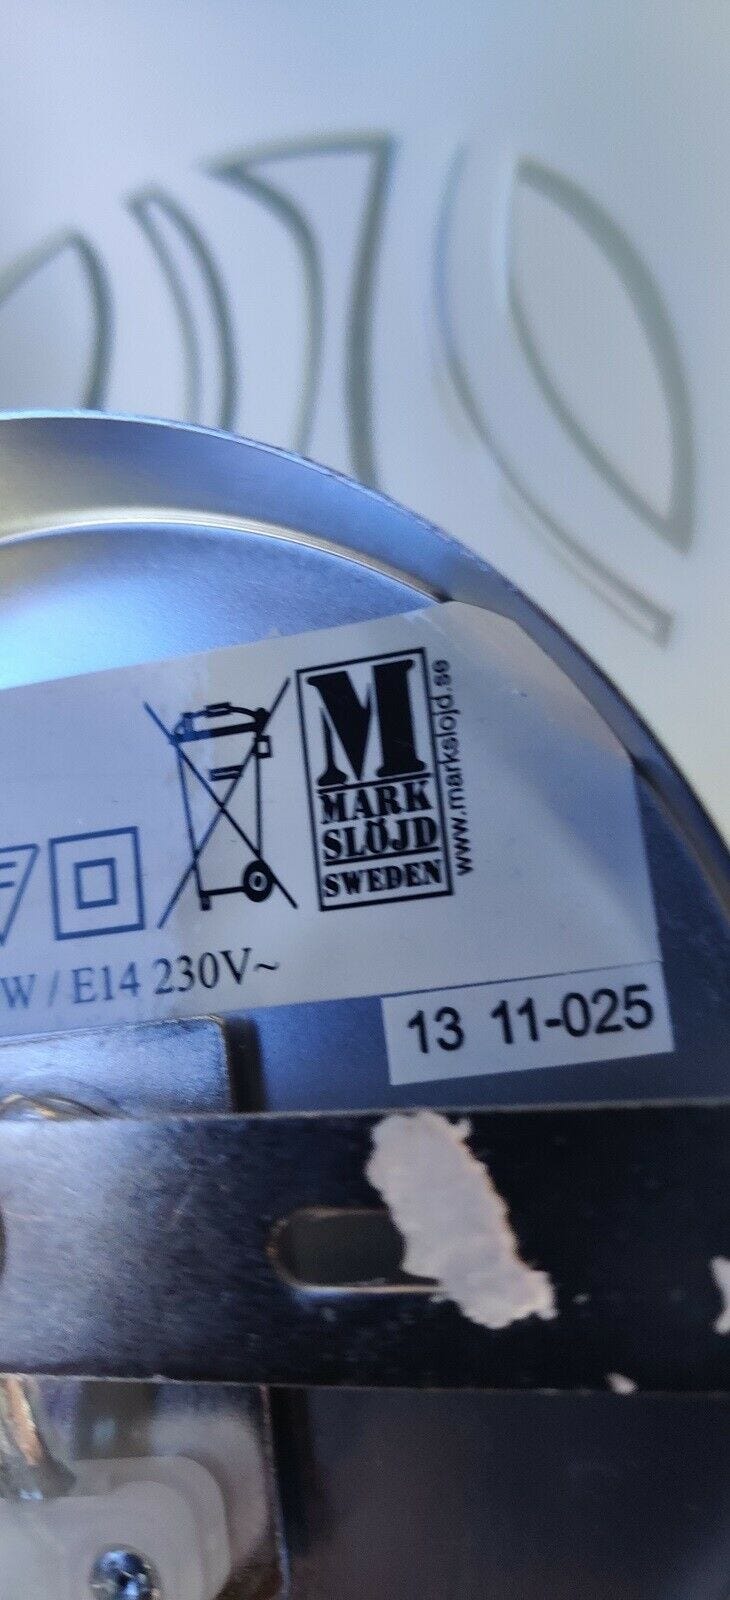 M
MARK
SLÖJD
SWEDEN
www.markslojd.se
W / E14 230V~
13 11-025